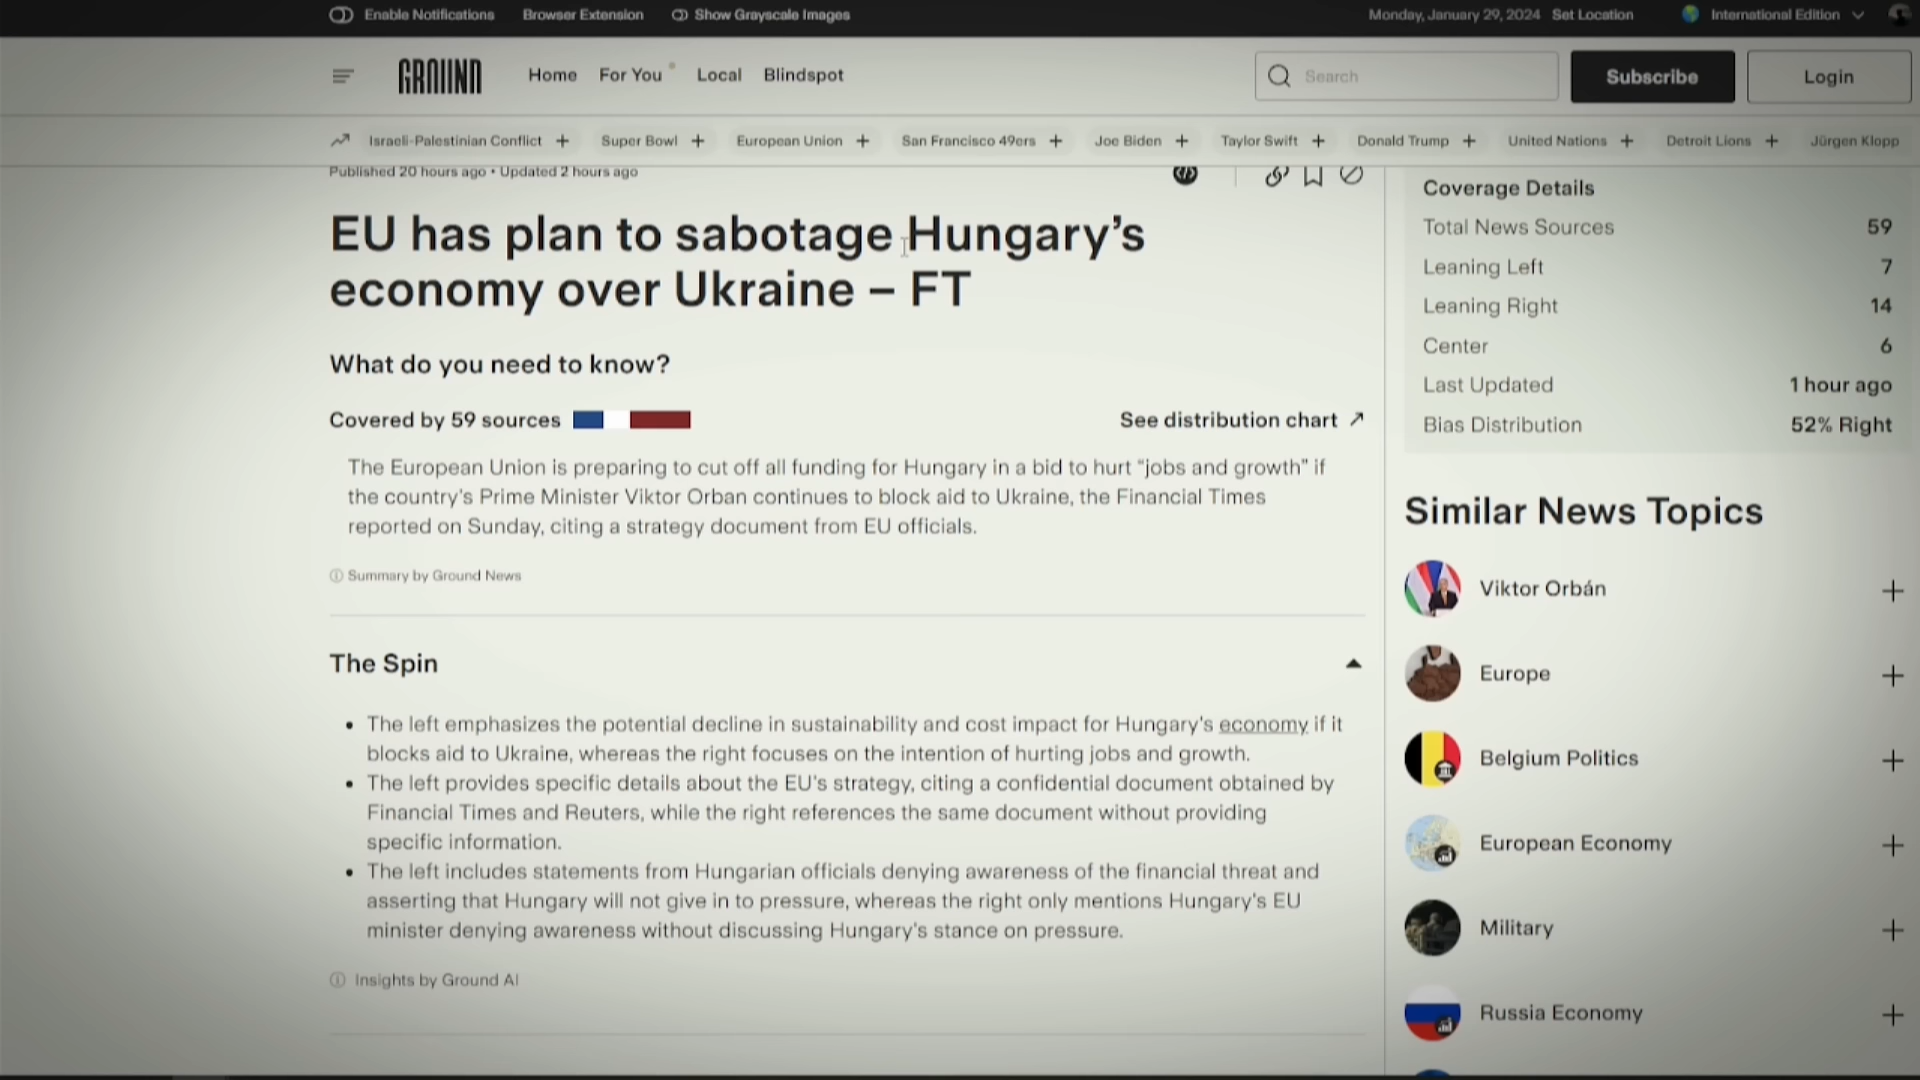 Enable Notifications Browser Extension Show Grayscale Images Monday, January 29, 2024 Set Location International Edition
GROUND Home For You Local Blindspot Search Subscribe Login
Israeli-Palestinian Conflict + Super Bowl + European Union + San Francisco 49ers + Joe Biden + Taylor Swift + Donald Trump + United Nations + Detroit Lions + Jürgen Klopp
Published 20 hours ago • Updated 2 hours ago
EU has plan to sabotage Hungary's
economy over Ukraine – FT
What do you need to know?
Covered by 59 sources See distribution chart ↗
The European Union is preparing to cut off all funding for Hungary in a bid to hurt “jobs and growth” if
the country's Prime Minister Viktor Orban continues to block aid to Ukraine, the Financial Times
reported on Sunday, citing a strategy document from EU officials.
Summary by Ground News
The Spin
• The left emphasizes the potential decline in sustainability and cost impact for Hungary's economy if it
blocks aid to Ukraine, whereas the right focuses on the intention of hurting jobs and growth.
• The left provides specific details about the EU's strategy, citing a confidential document obtained by
Financial Times and Reuters, while the right references the same document without providing
specific information.
• The left includes statements from Hungarian officials denying awareness of the financial threat and
asserting that Hungary will not give in to pressure, whereas the right only mentions Hungary's EU
minister denying awareness without discussing Hungary's stance on pressure.
Insights by Ground AI
Coverage Details
Total News Sources 59
Leaning Left 7
Leaning Right 14
Center 6
Last Updated 1 hour ago
Bias Distribution 52% Right
Similar News Topics
Viktor Orbán +
Europe +
Belgium Politics +
European Economy +
Military +
Russia Economy +